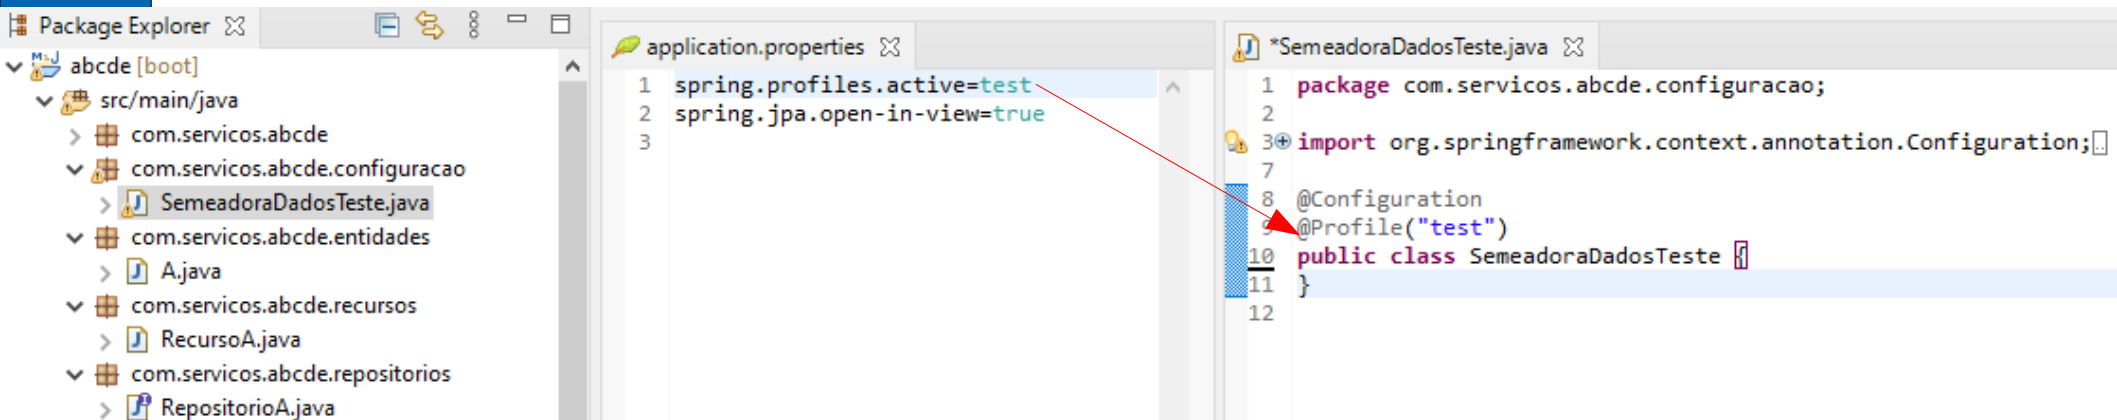 Package Explorer
abcde [boot]
src/main/java
com.servicos.abcde
com.servicos.abcde.configuracao
SemeadoraDadosTeste.java
com.servicos.abcde.entidades
A.java
com.servicos.abcde.recursos
RecursoA.java
com.servicos.abcde.repositorios
RepositorioA.java
application.properties
1 spring.profiles.active=test
2 spring.jpa.open-in-view=true
3
*SemeadoraDadosTeste.java
1 package com.servicos.abcde.configuracao;
2
3 import org.springframework.context.annotation.Configuration;
7
8 @Configuration
9 @Profile("test")
10 public class SemeadoraDadosTeste {
11 }
12